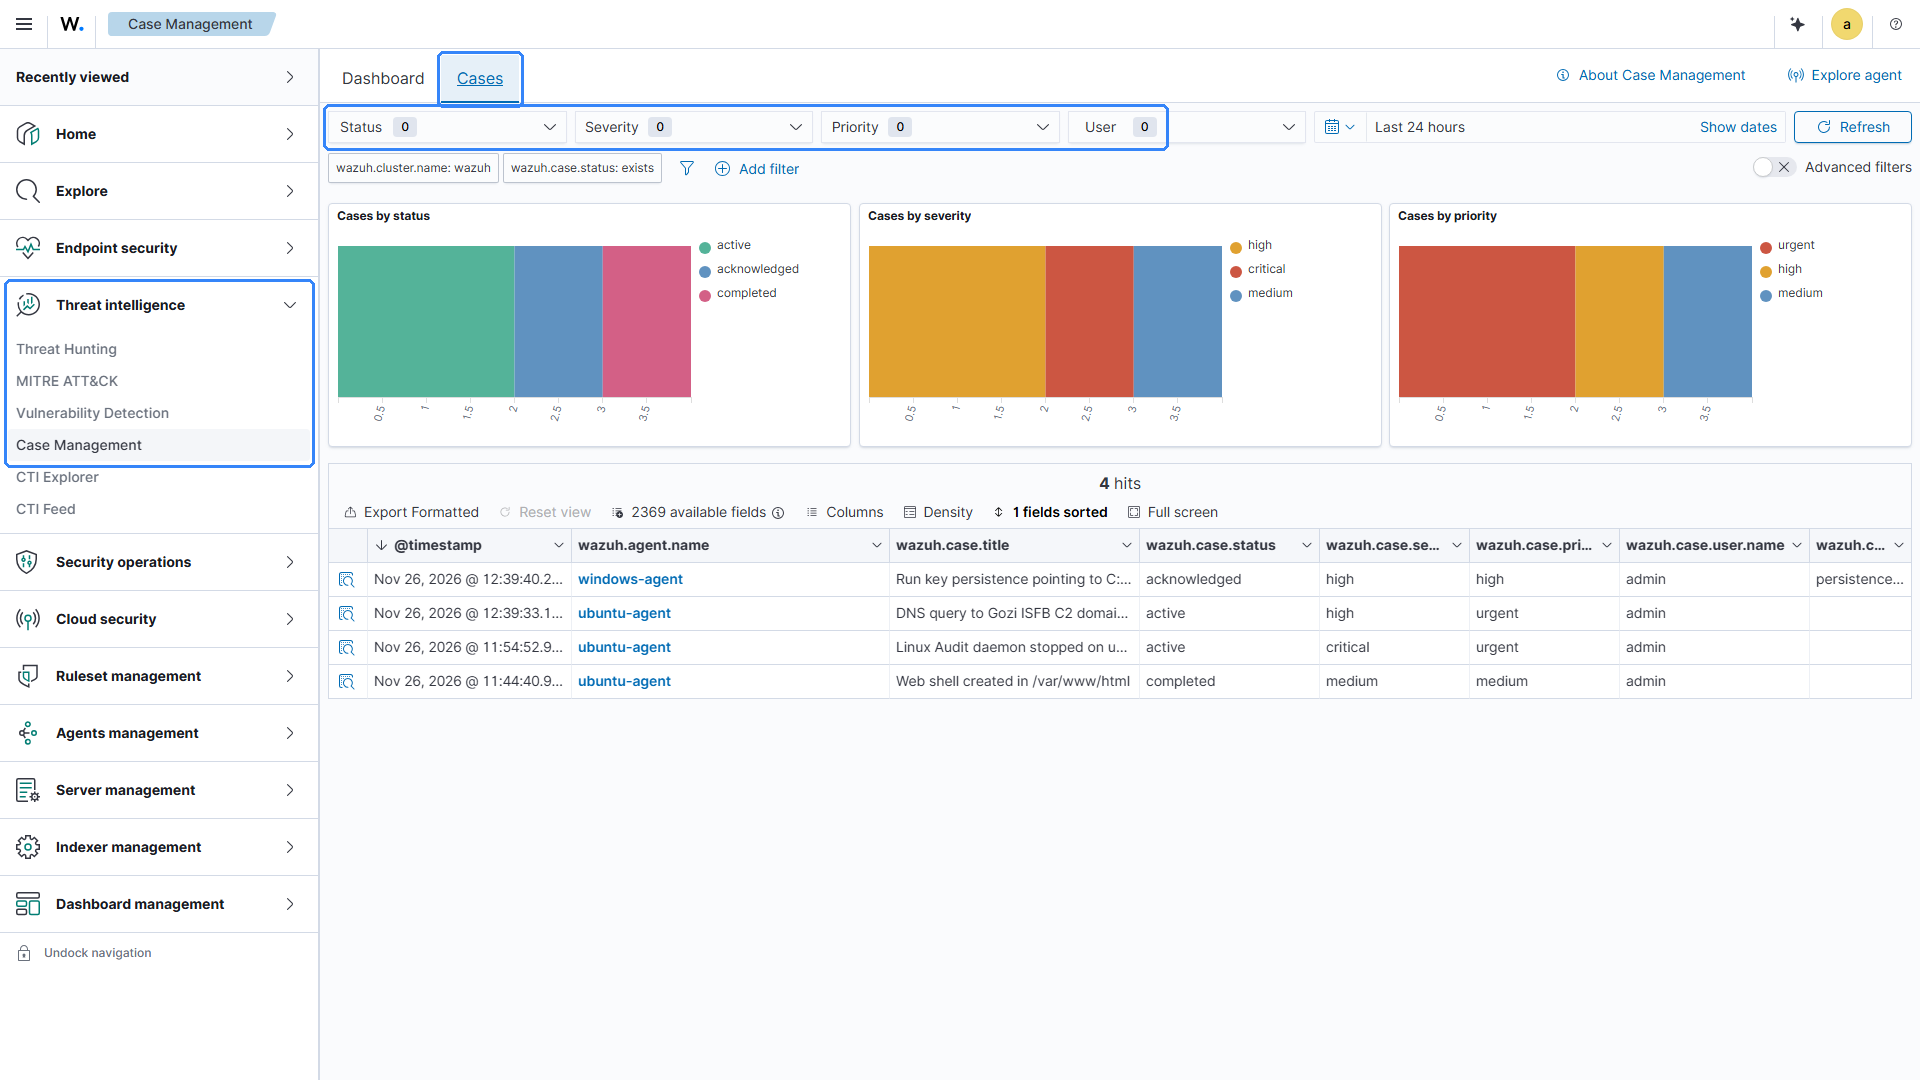 W.
Case Management
a
Recently viewed
Home
Explore
Endpoint security
Threat intelligence
Threat Hunting
MITRE ATT&CK
Vulnerability Detection
Case Management
CTI Explorer
CTI Feed
Security operations
Cloud security
Ruleset management
Agents management
Server management
Indexer management
Dashboard management
Undock navigation
Dashboard
Cases
About Case Management
Explore agent
Status 0
Severity 0
Priority 0
User 0
Last 24 hours
Show dates
Refresh
wazuh.cluster.name: wazuh
wazuh.case.status: exists
Add filter
Advanced filters
Cases by status
active
acknowledged
completed
0.5 1 1.5 2 2.5 3 3.5
Cases by severity
high
critical
medium
0.5 1 1.5 2 2.5 3 3.5
Cases by priority
urgent
high
medium
0.5 1 1.5 2 2.5 3 3.5
4 hits
Export Formatted Reset view 2369 available fields Columns Density 1 fields sorted Full screen
@timestamp wazuh.agent.name wazuh.case.title wazuh.case.status wazuh.case.se... wazuh.case.pri... wazuh.case.user.name wazuh.c...
Nov 26, 2026 @ 12:39:40.2... windows-agent Run key persistence pointing to C:... acknowledged high high admin persistence...
Nov 26, 2026 @ 12:39:33.1... ubuntu-agent DNS query to Gozi ISFB C2 domai... active high urgent admin
Nov 26, 2026 @ 11:54:52.9... ubuntu-agent Linux Audit daemon stopped on u... active critical urgent admin
Nov 26, 2026 @ 11:44:40.9... ubuntu-agent Web shell created in /var/www/html completed medium medium admin